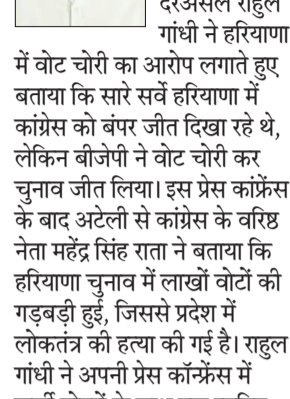 दरअसल राहुल
गांधी ने हरियाणा
में वोट चोरी का आरोप लगाते हुए
बताया कि सारे सर्वे हरियाणा में
कांग्रेस को बंपर जीत दिखा रहे थे,
लेकिन बीजेपी ने वोट चोरी कर
चुनाव जीत लिया। इस प्रेस कांफ्रेंस
के बाद अटेली से कांग्रेस के वरिष्ठ
नेता महेंद्र सिंह राता ने बताया कि
हरियाणा चुनाव में लाखों वोटों की
गड़बड़ी हुई, जिससे प्रदेश में
लोकतंत्र की हत्या की गई है। राहुल
गांधी ने अपनी प्रेस कॉन्फ्रेंस में